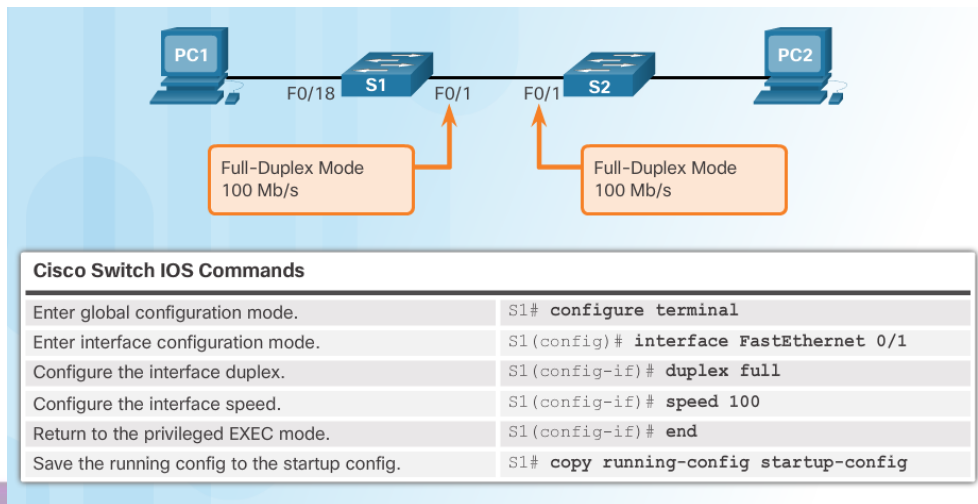 PC1
PC2
S1
S2
F0/18
F0/1
F0/1
Full-Duplex Mode
100 Mb/s
Full-Duplex Mode
100 Mb/s
Cisco Switch IOS Commands
Enter global configuration mode. S1# configure terminal
Enter interface configuration mode. S1(config)# interface FastEthernet 0/1
Configure the interface duplex. S1(config-if)# duplex full
Configure the interface speed. S1(config-if)# speed 100
Return to the privileged EXEC mode. S1(config-if)# end
Save the running config to the startup config. S1# copy running-config startup-config